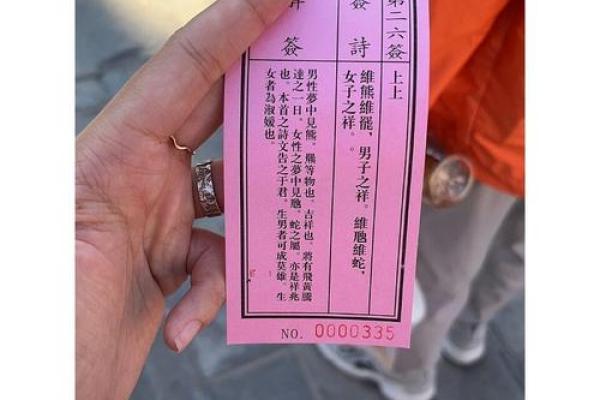 第二六簽 上上
簽詩
維熊維羆,男子之祥。維虺維蛇,
女子之祥。
簽
男性夢中見熊。羆等物也。吉祥也。將有飛黃騰
達之一日。女性之夢中見虺。蛇之屬。亦是祥兆
也。本首之詩文告之于君。生男者可成英雄。生
女者為淑媛也。
NO. 0000335